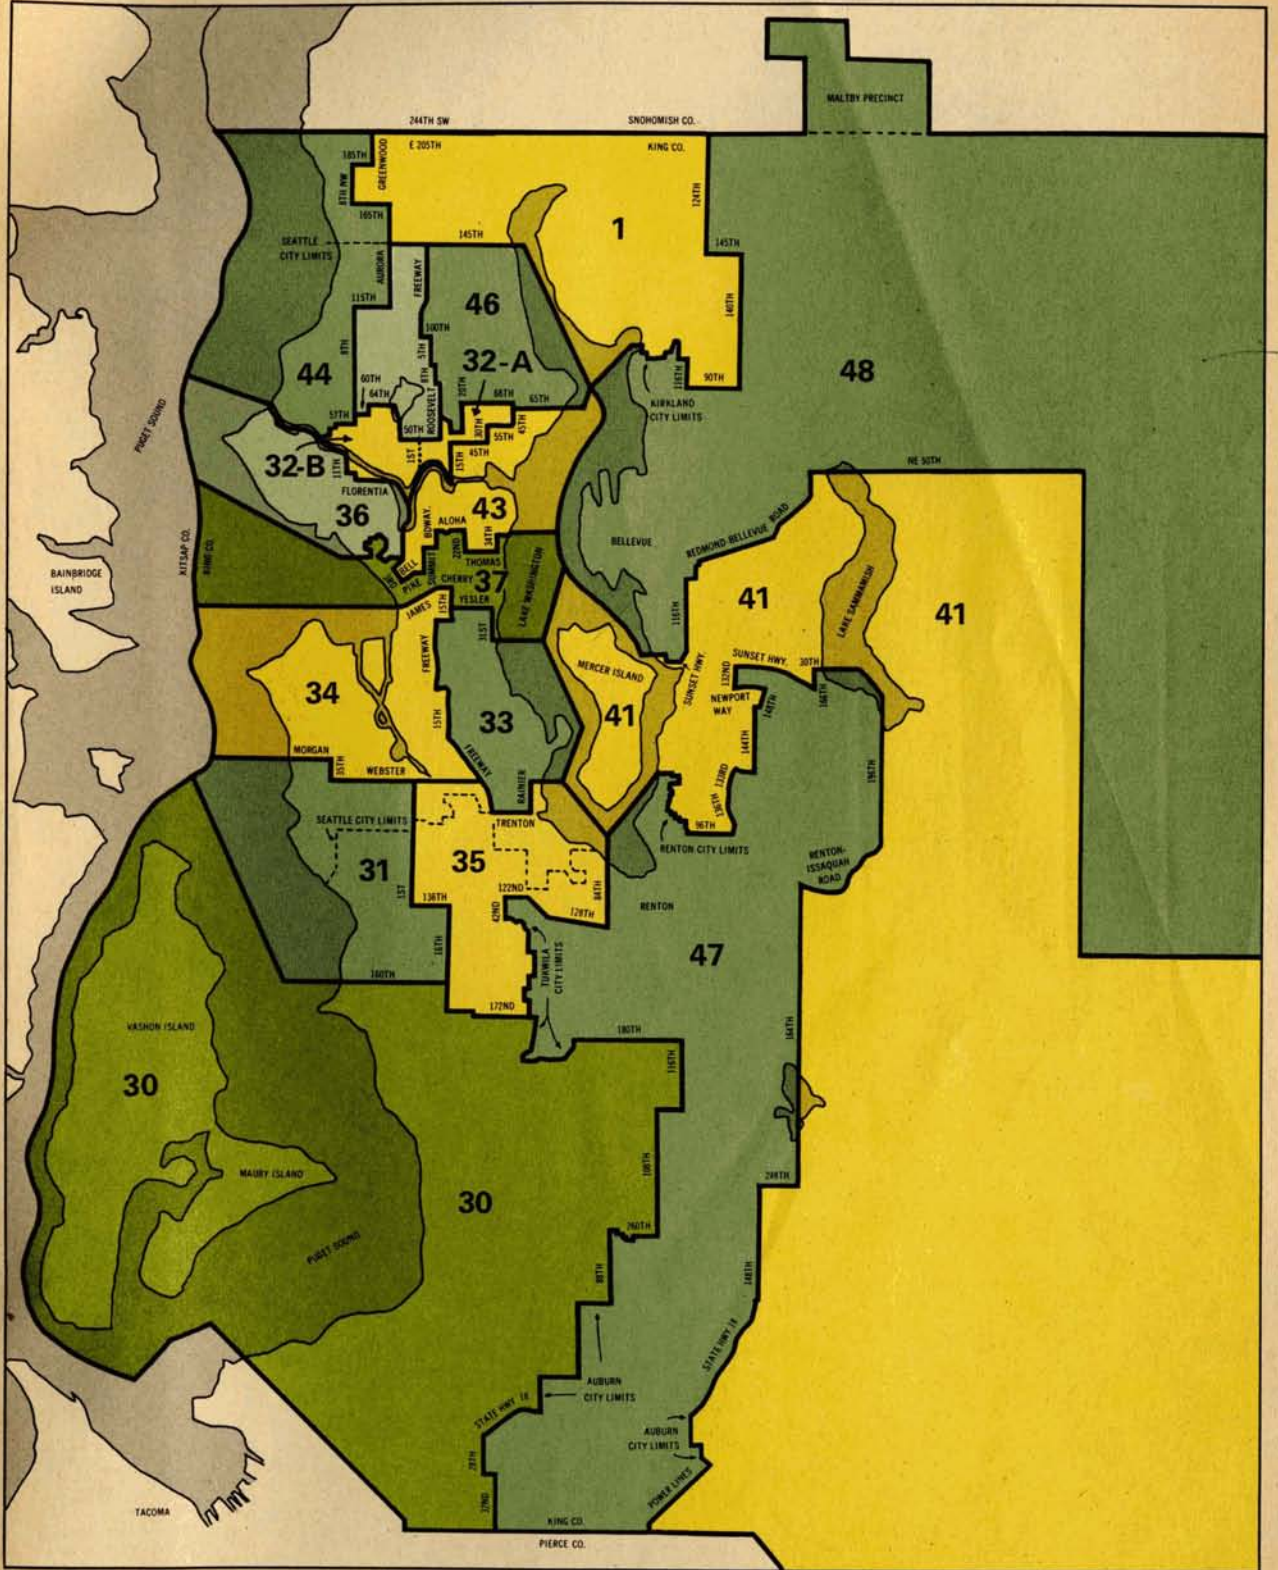 MALTBY PRECINCT
244TH SW
SNOHOMISH CO.
E 205TH
KING CO.
185TH
GREENWOOD
8TH NW
165TH
124TH
1
SEATTLE
CITY LIMITS
145TH
145TH
AURORA
FREEWAY
115TH
140TH
46
100TH
8TH
5TH
32-A
48
44
60TH
8TH
64TH
20TH
68TH
65TH
116TH
90TH
KIRKLAND
CITY LIMITS
57TH
ROOSEVELT
50TH
30TH
55TH
45TH
PUGET SOUND
32-B
11TH
1ST
15TH
45TH
NE 50TH
FLORENTIA
36
43
BDWAY.
ALOHA
34TH
REDMOND-BELLEVUE ROAD
BELLEVUE
KITSAP CO.
KING CO.
BELL
SUMMIT
22ND
THOMAS
BAINBRIDGE
ISLAND
PIKE
CHERRY
37
YESLER
LAKE WASHINGTON
41
LAKE SAMMAMISH
41
JAMES
15TH
31ST
116TH
FREEWAY
MERCER ISLAND
SUNSET HWY.
SUNSET HWY.
30TH
132ND
34
NEWPORT
WAY
148TH
166TH
15TH
33
41
144TH
MORGAN
35TH
WEBSTER
FREEWAY
RAINIER
133RD
196TH
136TH
SEATTLE CITY LIMITS
TRENTON
96TH
RENTON CITY LIMITS
RENTON-
ISSAQUAH
ROAD
31
35
1ST
136TH
122ND
84TH
42ND
128TH
RENTON
16TH
TUKWILA
CITY LIMITS
47
160TH
172ND
VASHON ISLAND
180TH
164TH
116TH
30
MAURY ISLAND
108TH
30
298TH
260TH
PUGET SOUND
88TH
148TH
STATE HWY 18
AUBURN
CITY LIMITS
STATE HWY 18
AUBURN
CITY LIMITS
28TH
POWER LINES
32ND
TACOMA
KING CO.
PIERCE CO.